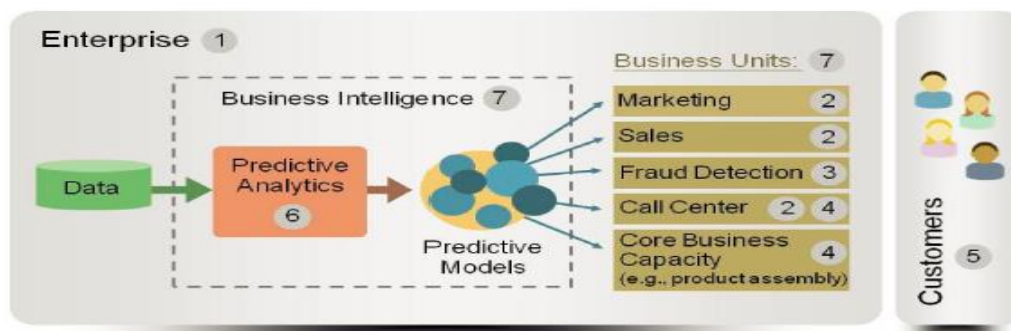 Enterprise 1
Business Units: 7
Business Intelligence 7
Marketing 2
Sales 2
Predictive
Analytics
6
Data
Fraud Detection 3
Call Center 2 4
Predictive
Models
Core Business
Capacity 4
(e.g., product assembly)
Customers 5